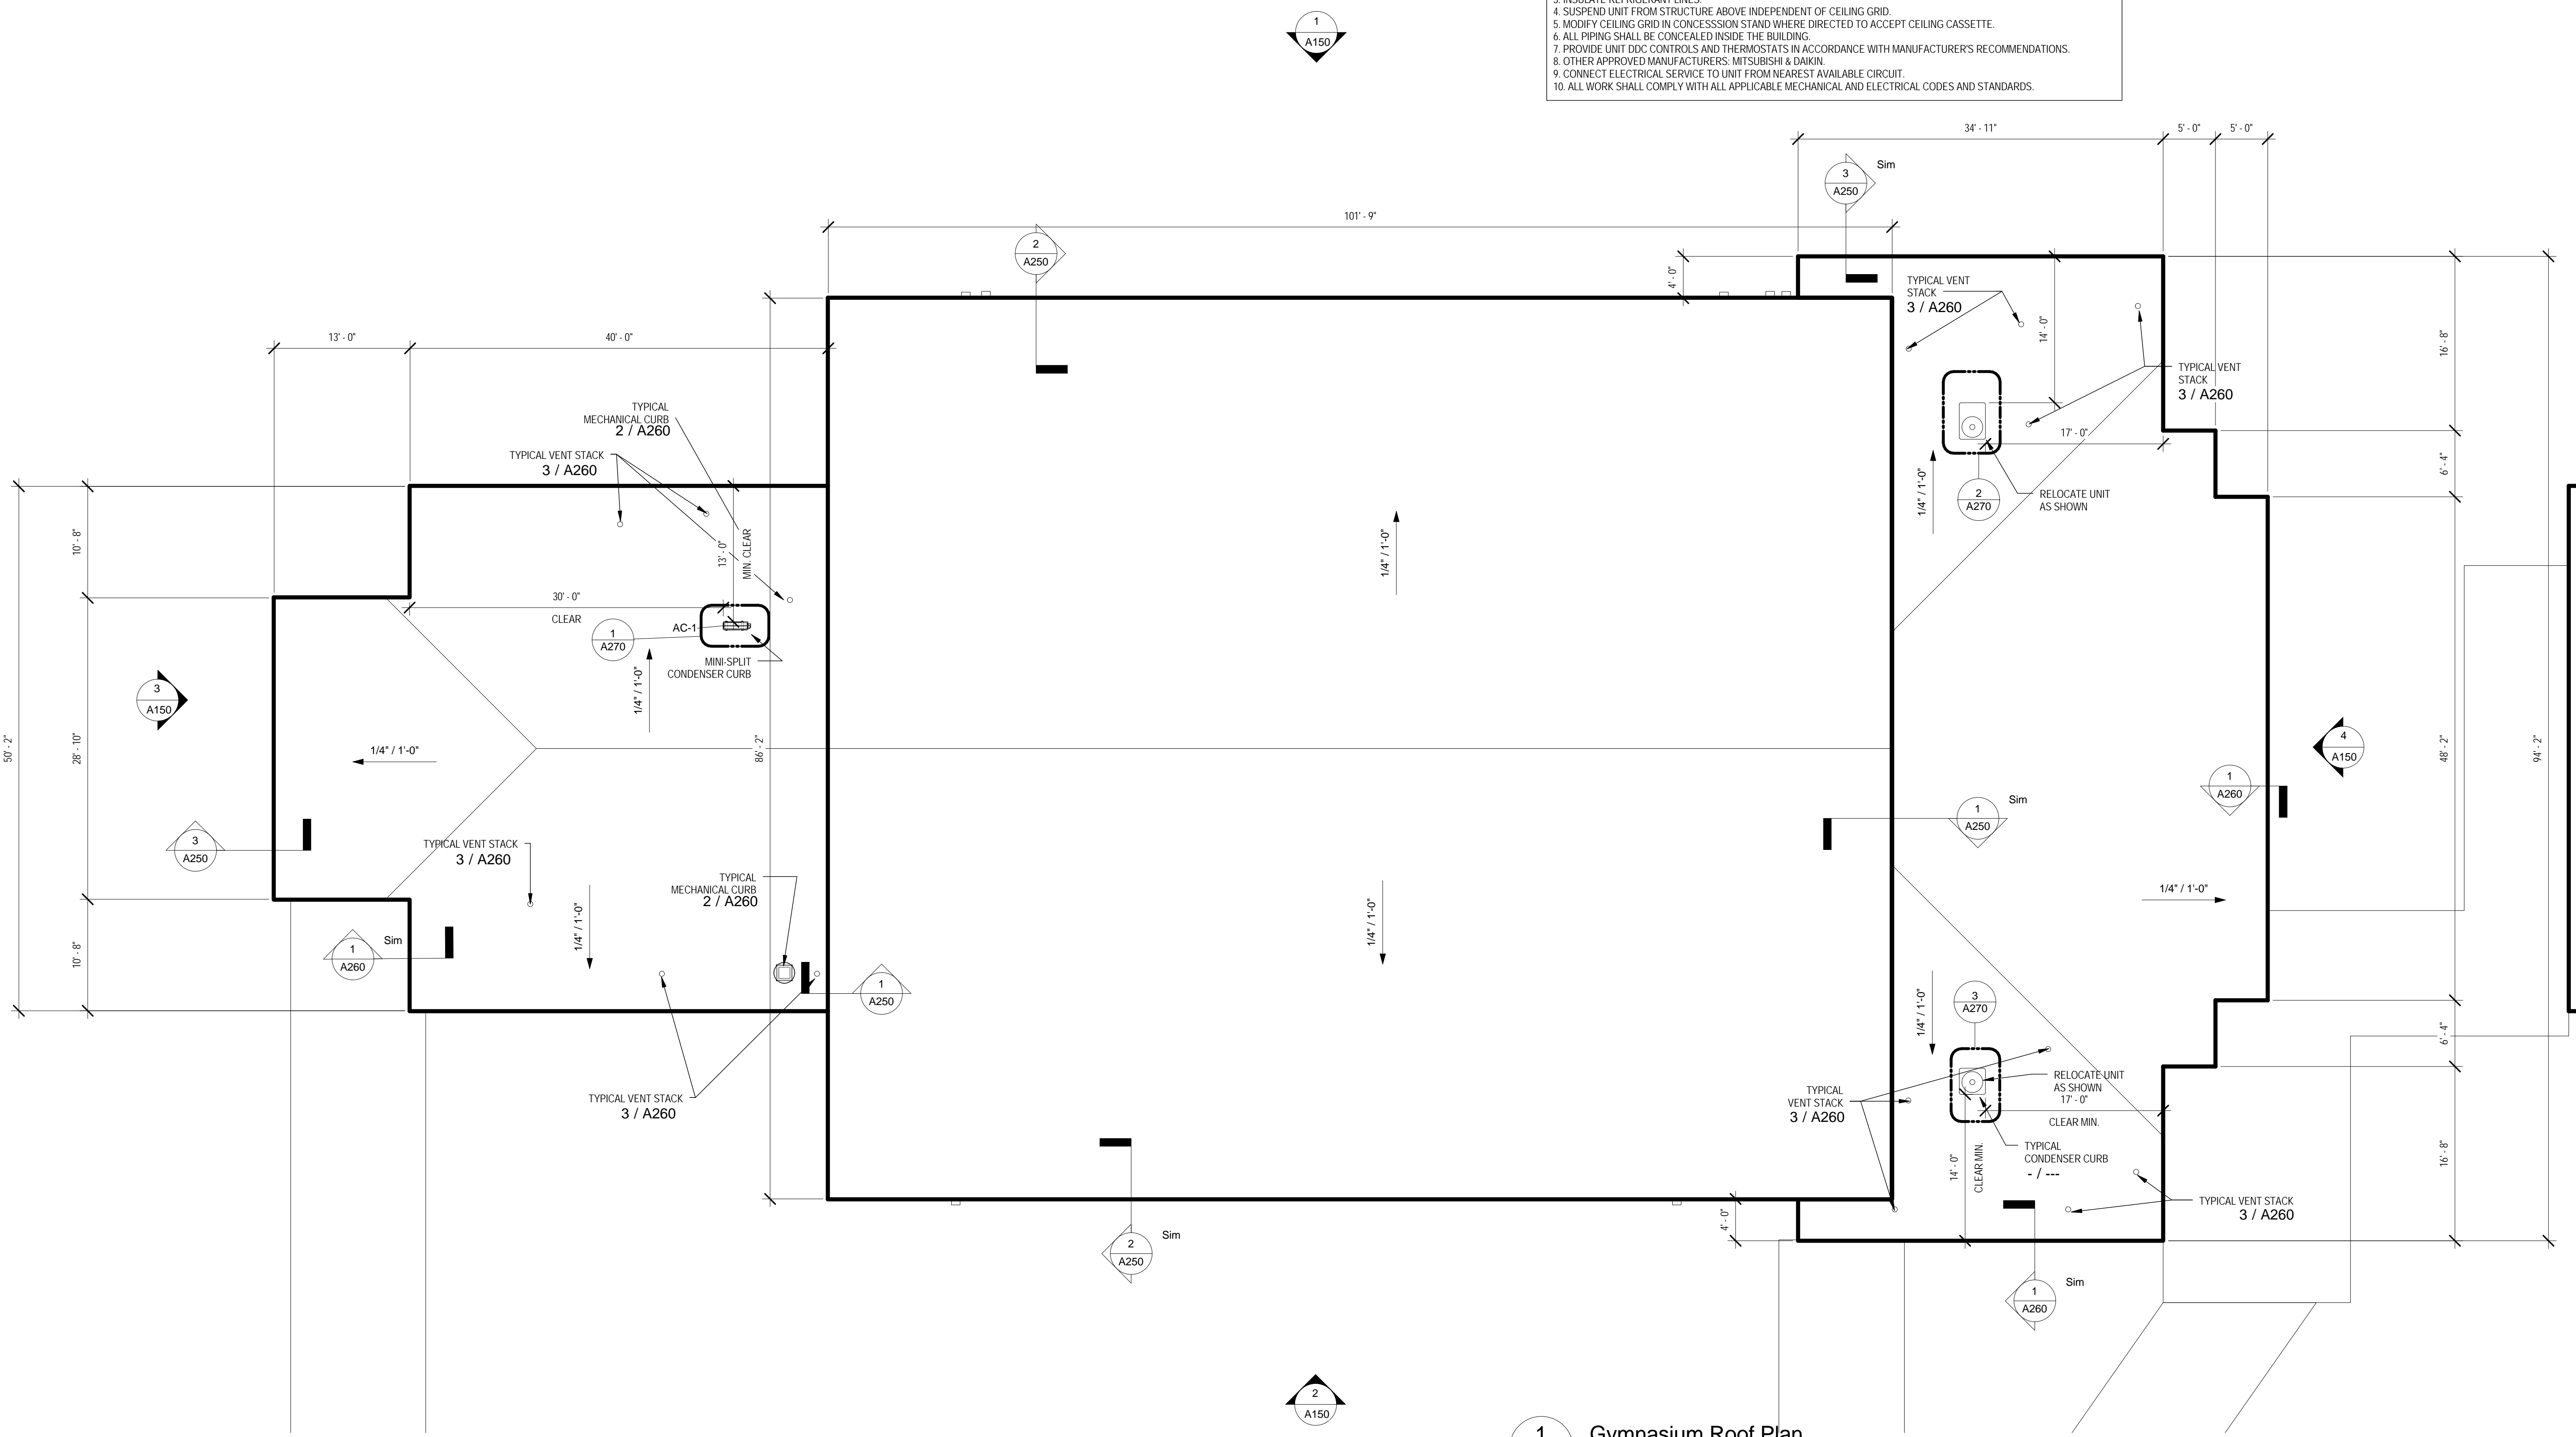 4. SUSPEND UNIT FROM STRUCTURE ABOVE INDEPENDENT OF CEILING GRID.
5. MODIFY CEILING GRID IN CONCESSSION STAND WHERE DIRECTED TO ACCEPT CEILING CASSETTE.
6. ALL PIPING SHALL BE CONCEALED INSIDE THE BUILDING.
7. PROVIDE UNIT DDC CONTROLS AND THERMOSTATS IN ACCORDANCE WITH MANUFACTURER'S RECOMMENDATIONS.
8. OTHER APPROVED MANUFACTURERS: MITSUBISHI & DAIKIN.
9. CONNECT ELECTRICAL SERVICE TO UNIT FROM NEAREST AVAILABLE CIRCUIT.
10. ALL WORK SHALL COMPLY WITH ALL APPLICABLE MECHANICAL AND ELECTRICAL CODES AND STANDARDS.
1
A150
34' - 11"
5' - 0"
5' - 0"
3
A250
Sim
101' - 9"
2
A250
4' - 0"
TYPICAL VENT
STACK
3 / A260
14' - 0"
16' - 8"
13' - 0"
40' - 0"
TYPICAL VENT
STACK
3 / A260
TYPICAL
MECHANICAL CURB
2 / A260
17' - 0"
TYPICAL VENT STACK
3 / A260
6' - 4"
1/4" / 1'-0"
2
A270
RELOCATE UNIT
AS SHOWN
10' - 8"
13' - 0"
MIN. CLEAR
1/4" / 1'-0"
30' - 0"
CLEAR
AC-1
1
A270
MINI-SPLIT
CONDENSER CURB
1/4" / 1'-0"
3
A150
50' - 2"
28' - 10"
1/4" / 1'-0"
86' - 2"
48' - 2"
94' - 2"
4
A150
1
A260
1
A250
Sim
3
A250
TYPICAL VENT STACK
3 / A260
TYPICAL
MECHANICAL CURB
2 / A260
1/4" / 1'-0"
1/4" / 1'-0"
1/4" / 1'-0"
10' - 8"
1
A260
Sim
1
A250
3
A270
1/4" / 1'-0"
6' - 4"
TYPICAL VENT STACK
3 / A260
TYPICAL
VENT STACK
3 / A260
RELOCATE UNIT
AS SHOWN
17' - 0"
CLEAR MIN.
TYPICAL
CONDENSER CURB
- / ---
14' - 0"
CLEAR MIN.
16' - 8"
TYPICAL VENT STACK
3 / A260
4' - 0"
2
A250
Sim
1
A260
Sim
2
A150
1
Gymnasium Roof Plan